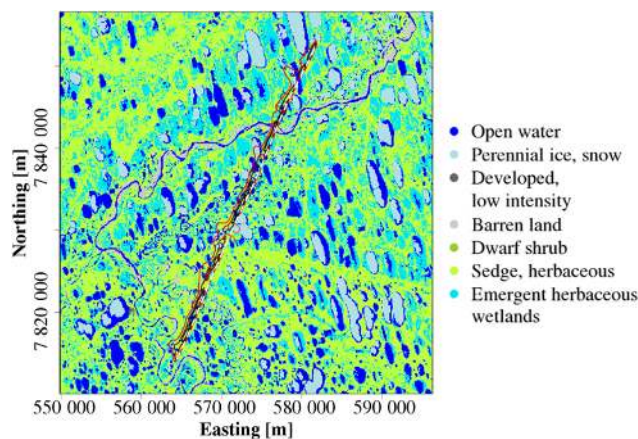 Northing [m]
7 840 000
7 820 000
550 000 560 000 570 000 580 000 590 000
Easting [m]
Open water
Perennial ice, snow
Developed,
low intensity
Barren land
Dwarf shrub
Sedge, herbaceous
Emergent herbaceous
wetlands